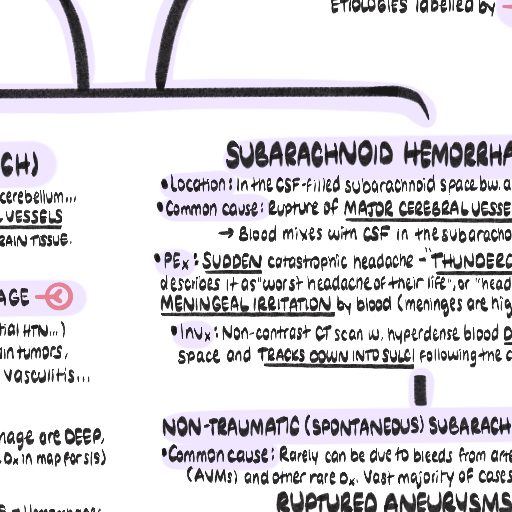 ETIOLOGIES labelled by
SUBARACHNOID HEMORRHA
• Location: In the CSF-filled subarachnoid space bw. a
• Common cause: Rupture of MAJOR CEREBRAL VESSE
→ Blood mixes with CSF in the subaracho
• PEx: SUDDEN catastrophic headache - "THUNDERC
describes it as "worst headache of their life", or "head
MENINGEAL IRRITATION by blood (meninges are hig
• Invx: Non-contrast CT scan w. hyperdense blood D
space and TRACKS DOWN INTO SULCI following the c
NON-TRAUMATIC (SPONTANEOUS) SUBARACH
• Common cause: Rarely can be due to bleeds from arte
(AVMs) and other rare Dx. Vast majority of cases
RUPTURED ANEURYSMS
CH)
cerebellum...
VESSELS
RAIN TISSUE.
AGE
tial HTN...)
ain tumors,
vasculitis...
hage are DEEP,
Dx in map for s/s)